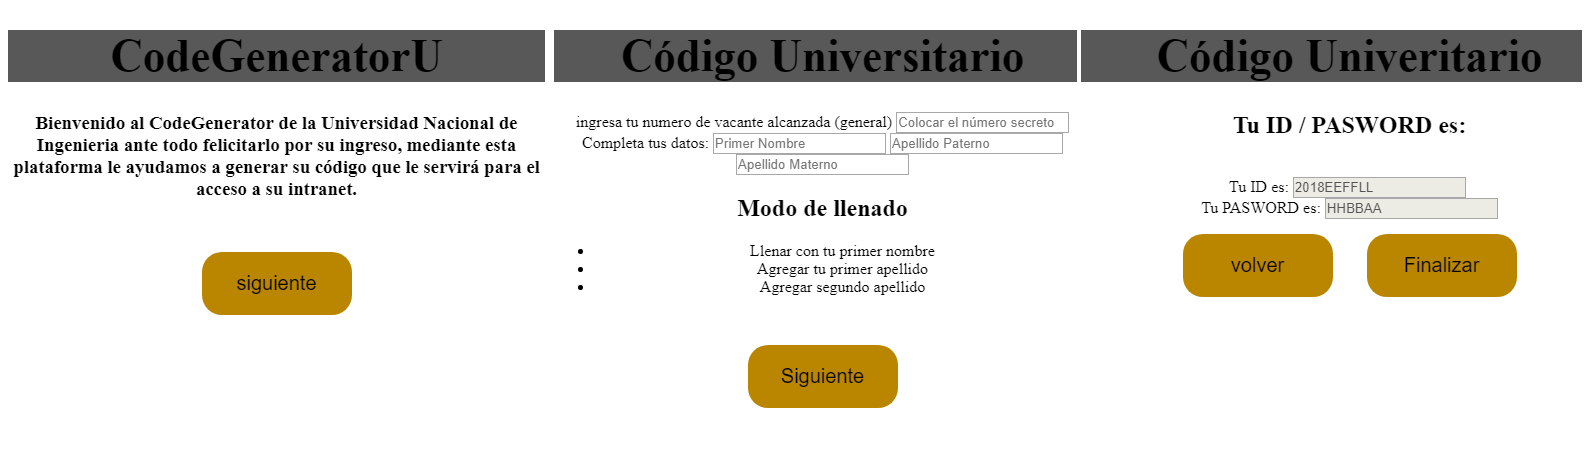 CodeGeneratorU
Bienvenido al CodeGenerator de la Universidad Nacional de
Ingenieria ante todo felicitarlo por su ingreso, mediante esta
plataforma le ayudamos a generar su código que le servirá para el
acceso a su intranet.
siguiente
Código Universitario
ingresa tu numero de vacante alcanzada (general) Colocar el número secreto
Completa tus datos: Primer Nombre Apellido Paterno
Apellido Materno
Modo de llenado
Llenar con tu primer nombre
Agregar tu primer apellido
Agregar segundo apellido
Siguiente
Código Univeritario
Tu ID / PASWORD es:
Tu ID es: 2018EEFFLL
Tu PASWORD es: HHBBAA
volver Finalizar